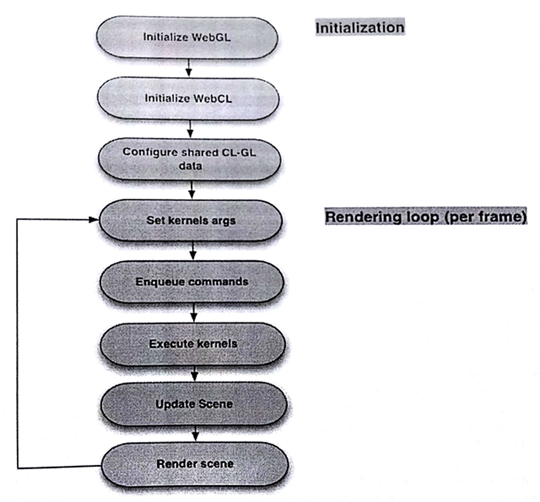 Initialize WebGL
Initialization
Initialize WebCL
Configure shared CL-GL
data
Set kernels args
Rendering loop (per frame)
Enqueue commands
Execute kernels
Update Scene
Render scene